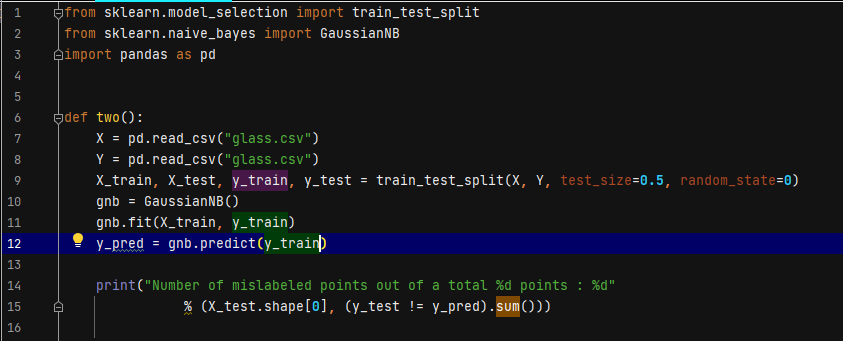 1 from sklearn.model_selection import train_test_split
2 from sklearn.naive_bayes import GaussianNB
3 import pandas as pd
4
5
6 def two():
7     X = pd.read_csv("glass.csv")
8     Y = pd.read_csv("glass.csv")
9     X_train, X_test, y_train, y_test = train_test_split(X, Y, test_size=0.5, random_state=0)
10     gnb = GaussianNB()
11     gnb.fit(X_train, y_train)
12     y_pred = gnb.predict(y_train)
13
14     print("Number of mislabeled points out of a total %d points : %d"
15                % (X_test.shape[0], (y_test != y_pred).sum()))
16